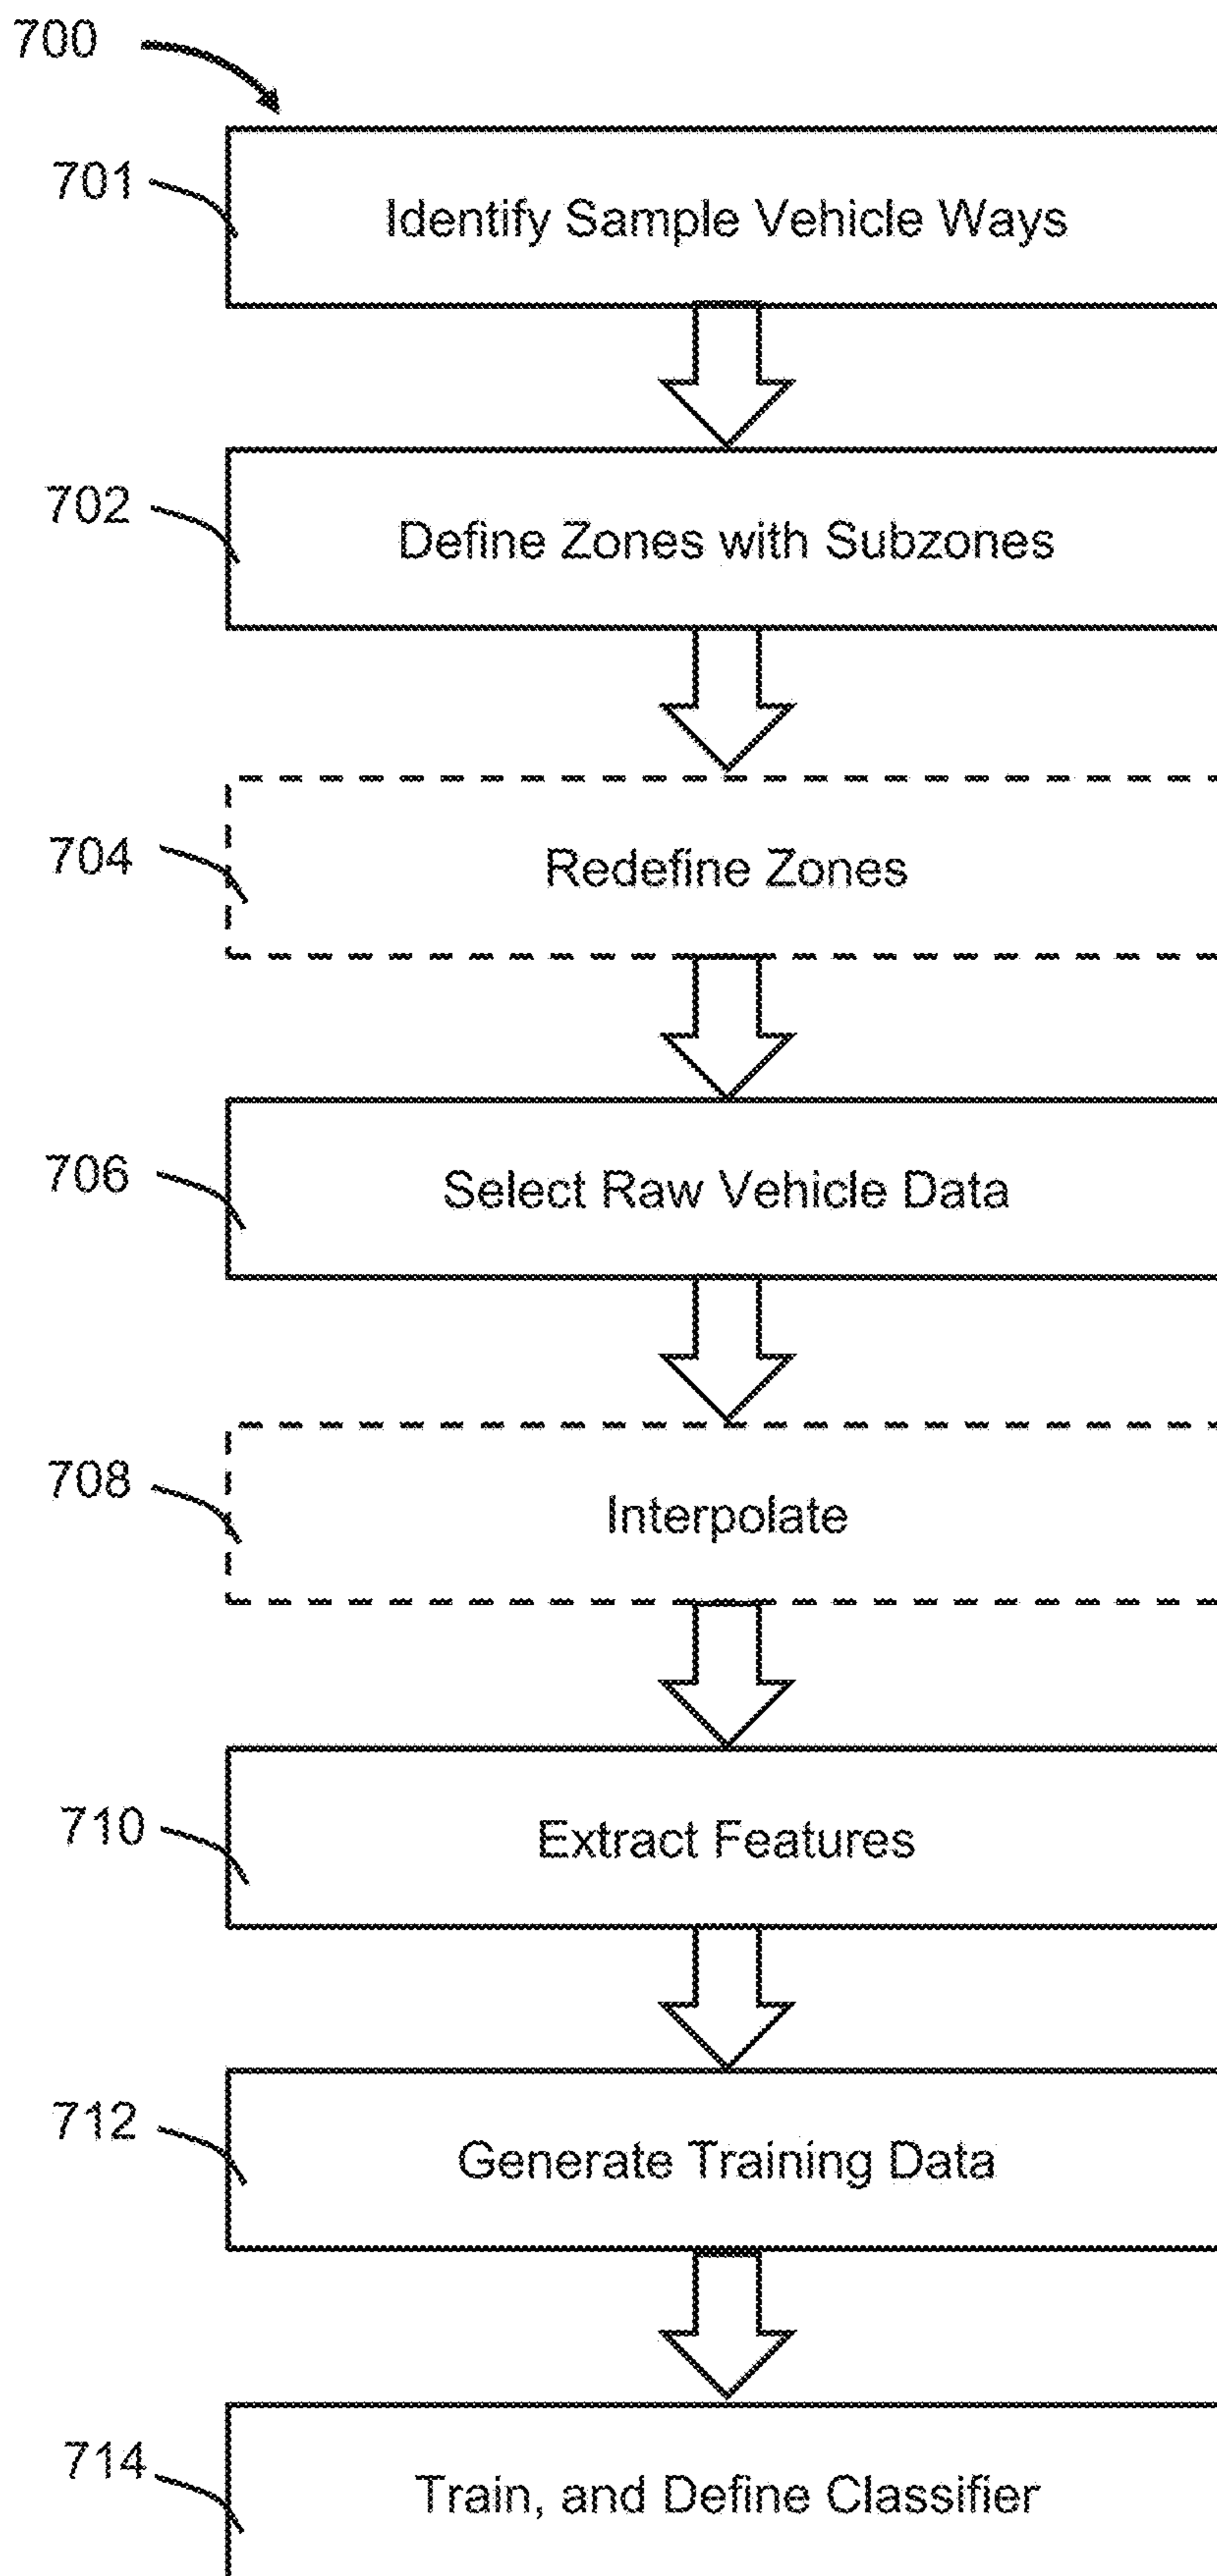 700
701
Identify Sample Vehicle Ways
702
Define Zones with Subzones
704
Redefine Zones
706
Select Raw Vehicle Data
708
Interpolate
710
Extract Features
712
Generate Training Data
714
Train, and Define Classifier